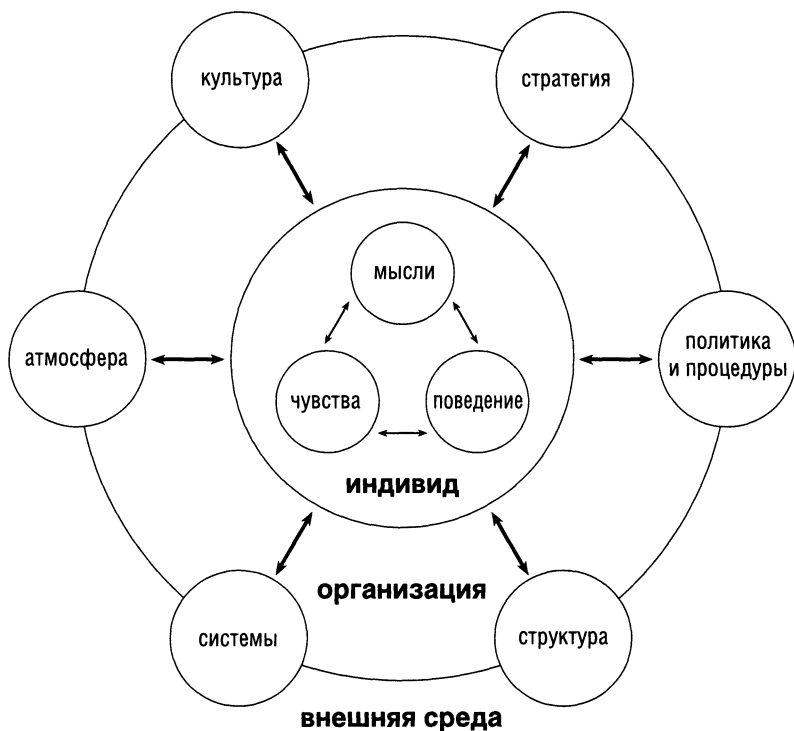 культура
стратегия
мысли
атмосфера
политика
и процедуры
чувства
поведение
индивид
организация
системы
структура
внешняя среда